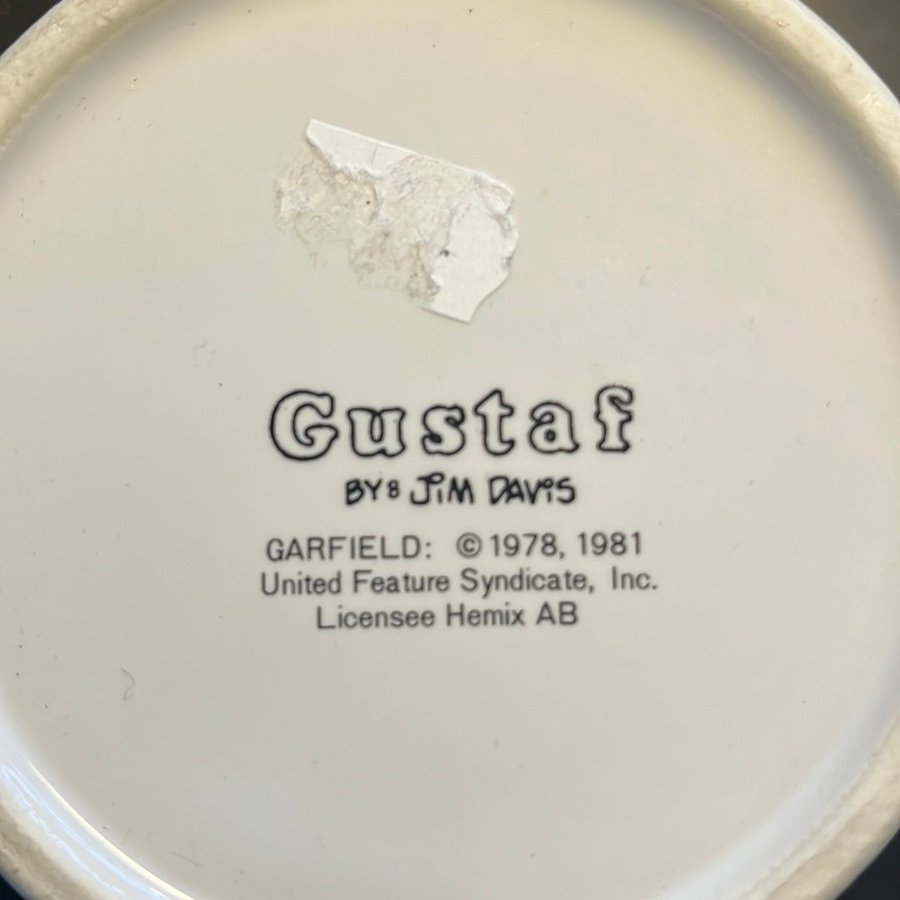 Gustaf
BY: JIM DAVIS
GARFIELD: © 1978, 1981
United Feature Syndicate, Inc.
Licensee Hemix AB